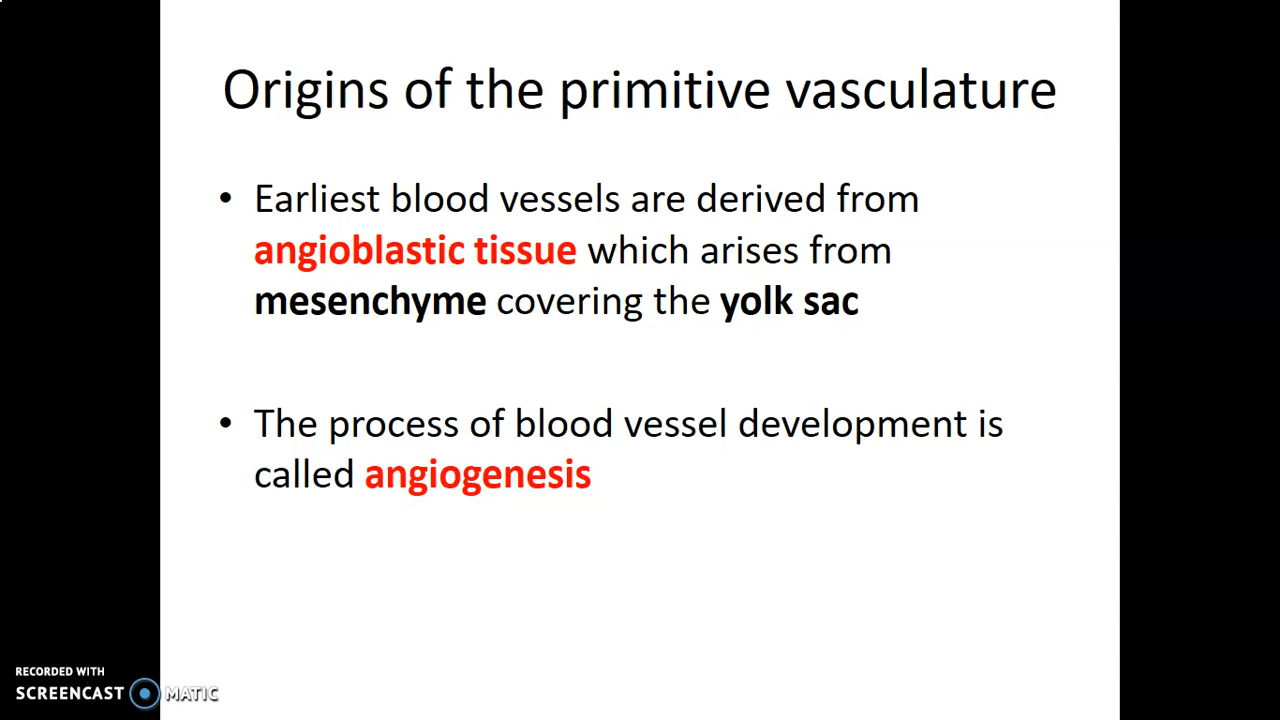 Origins of the primitive vasculature
• Earliest blood vessels are derived from
angioblastic tissue which arises from
mesenchyme covering the yolk sac
• The process of blood vessel development is
called angiogenesis
RECORDED WITH
SCREENCAST MATIC